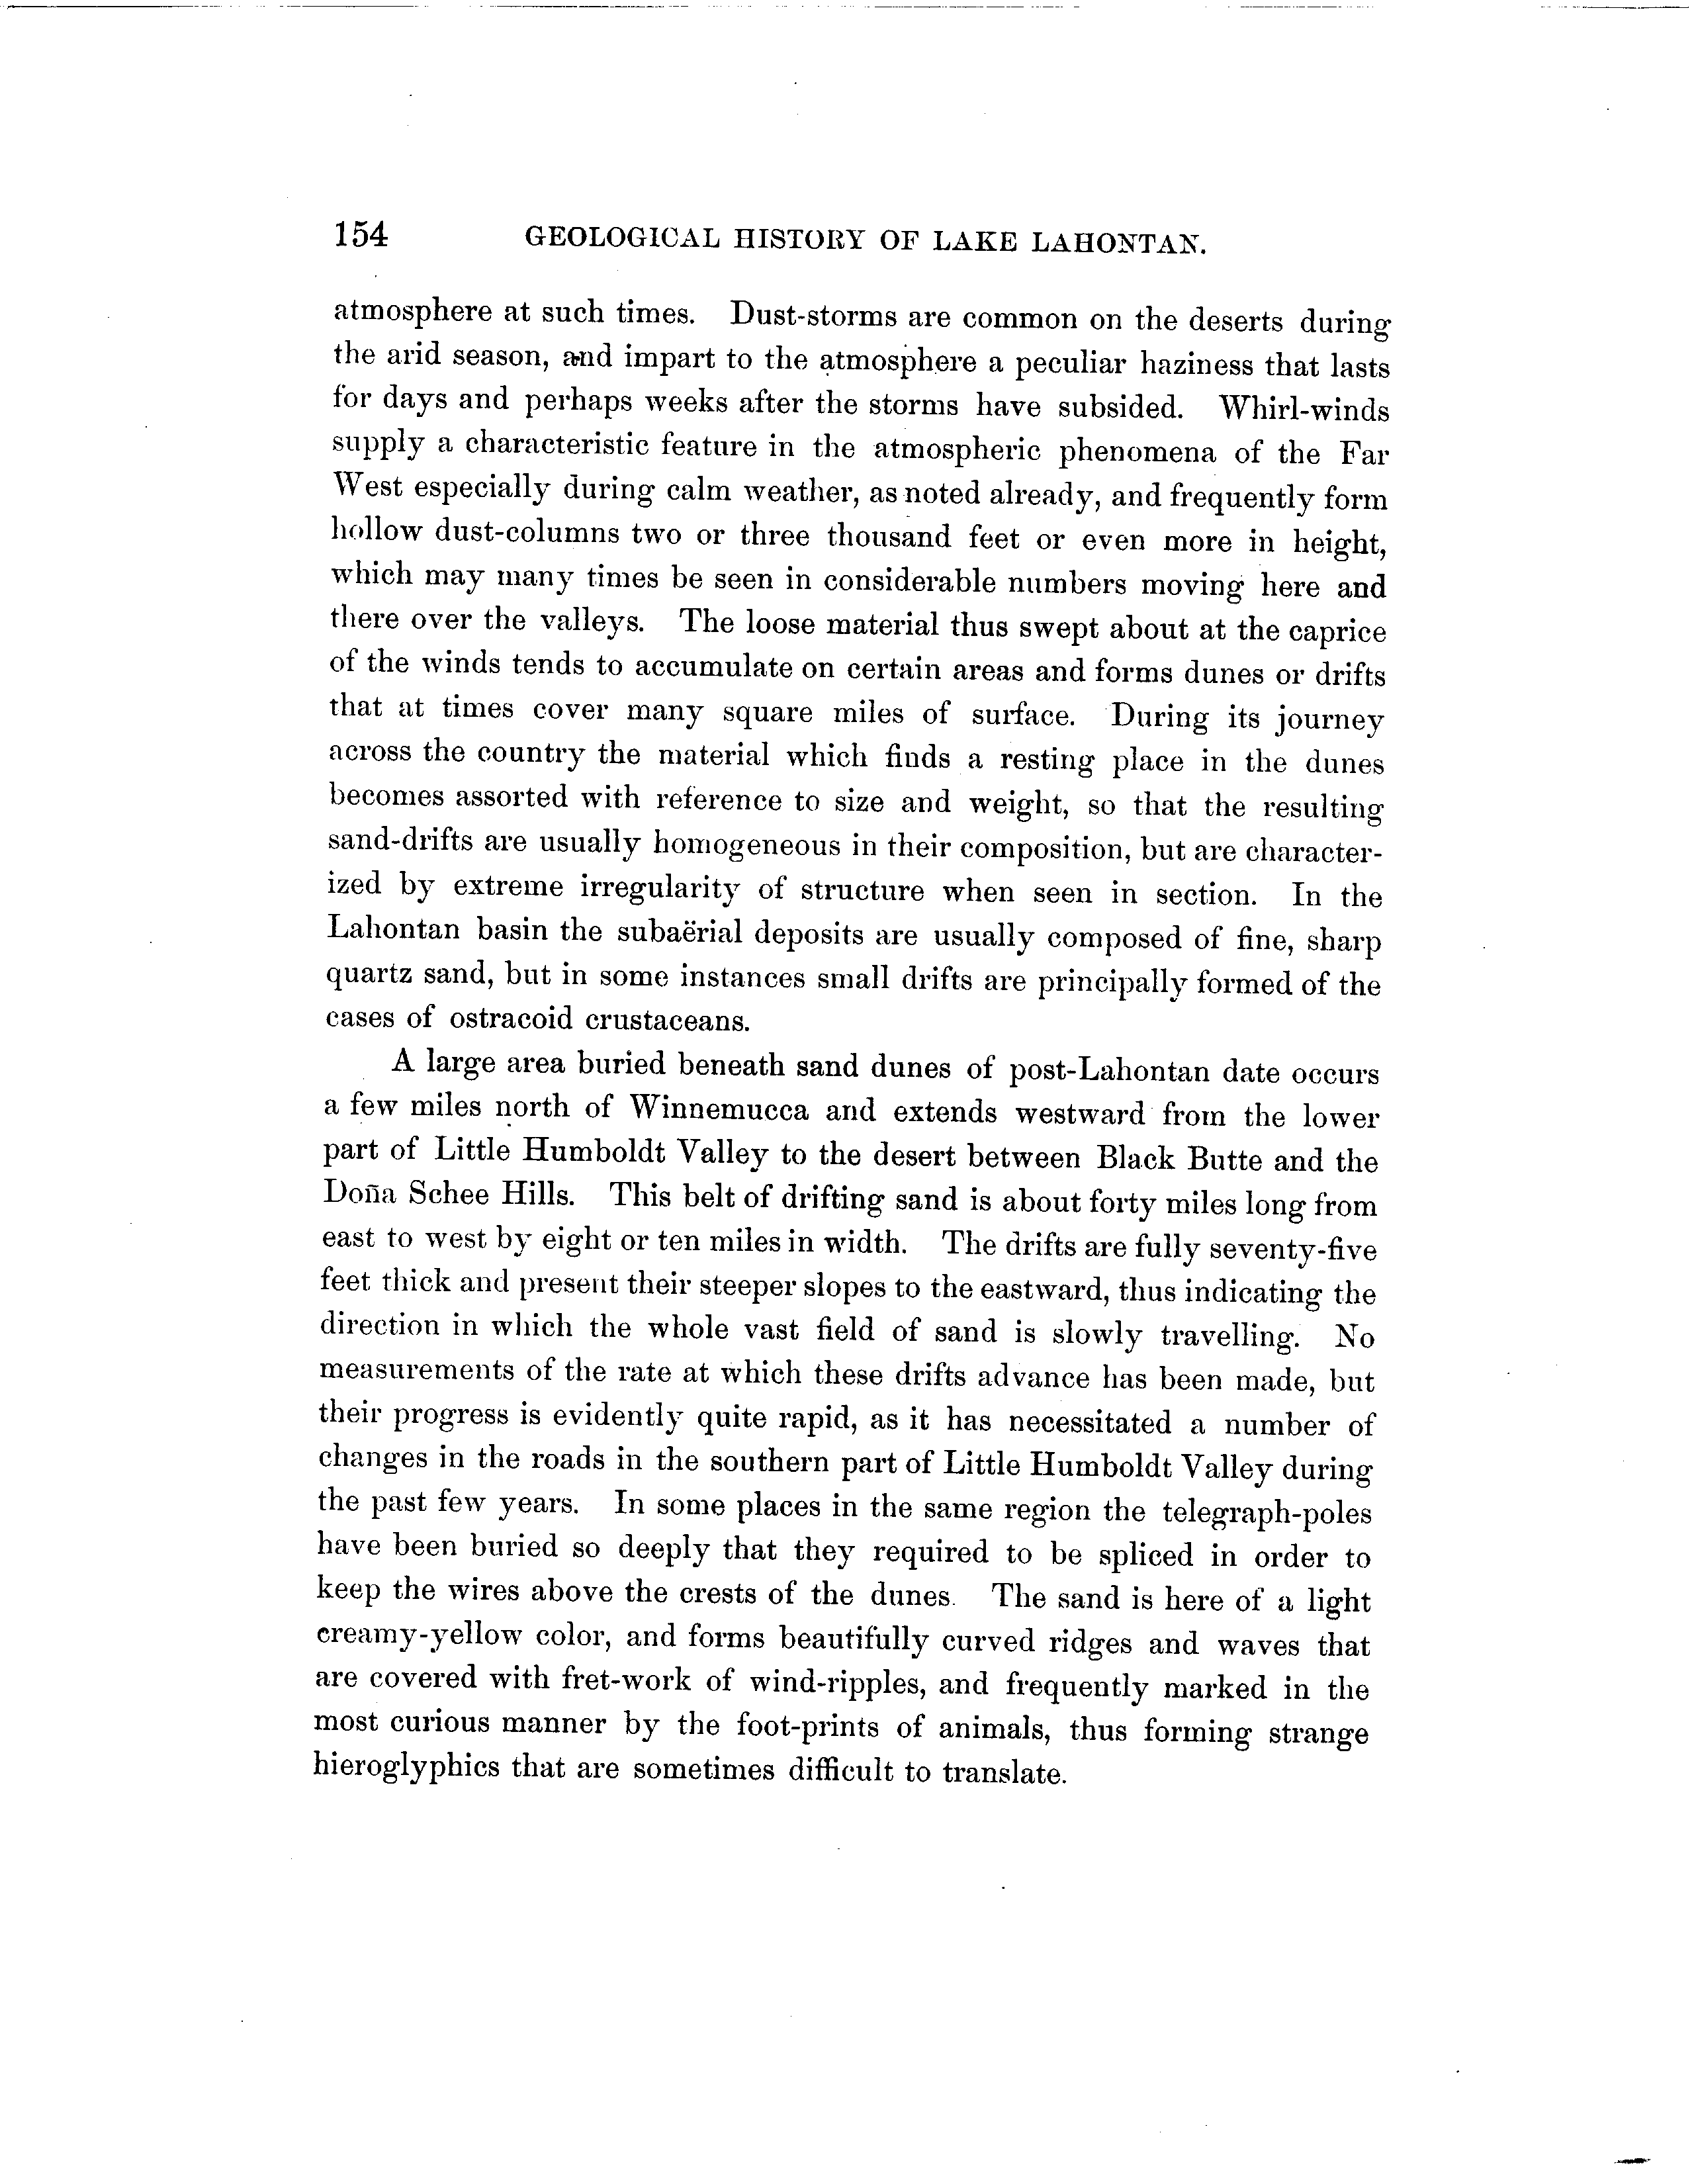 154 GEOLOGICAL HISTORY OF LAKE LAHONTAN.
atmosphere at such times. Dust-storms are common on the deserts during
the arid season, and impart to the atmosphere a peculiar haziness that lasts
for days and perhaps weeks after the storms have subsided. Whirl-winds
supply a characteristic feature in the atmospheric phenomena of the Far
West especially during calm weather, as noted already, and frequently form
hollow dust-columns two or three thousand feet or even more in height,
which may many times be seen in considerable numbers moving here and
there over the valleys. The loose material thus swept about at the caprice
of the winds tends to accumulate on certain areas and forms dunes or drifts
that at times cover many square miles of surface. During its journey
across the country the material which finds a resting place in the dunes
becomes assorted with reference to size and weight, so that the resulting
sand-drifts are usually homogeneous in their composition, but are character-
ized by extreme irregularity of structure when seen in section. In the
Lahontan basin the subaërial deposits are usually composed of fine, sharp
quartz sand, but in some instances small drifts are principally formed of the
cases of ostracoid crustaceans.
A large area buried beneath sand dunes of post-Lahontan date occurs
a few miles north of Winnemucca and extends westward from the lower
part of Little Humboldt Valley to the desert between Black Butte and the
Doña Schee Hills. This belt of drifting sand is about forty miles long from
east to west by eight or ten miles in width. The drifts are fully seventy-five
feet thick and present their steeper slopes to the eastward, thus indicating the
direction in which the whole vast field of sand is slowly travelling. No
measurements of the rate at which these drifts advance has been made, but
their progress is evidently quite rapid, as it has necessitated a number of
changes in the roads in the southern part of Little Humboldt Valley during
the past few years. In some places in the same region the telegraph-poles
have been buried so deeply that they required to be spliced in order to
keep the wires above the crests of the dunes. The sand is here of a light
creamy-yellow color, and forms beautifully curved ridges and waves that
are covered with fret-work of wind-ripples, and frequently marked in the
most curious manner by the foot-prints of animals, thus forming strange
hieroglyphics that are sometimes difficult to translate.